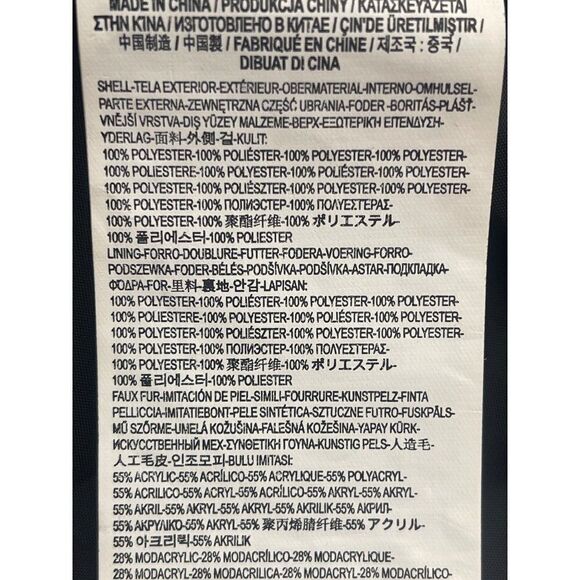 MADE IN CHINA / PRODUKCJA CHINY / ΚΑΤΑΣΚΕΥΑΖΕΤΑΙ
ΣΤΗΝ ΚΙΝΑ / ИЗГОТОВЛЕНО В КИТАЕ / ÇIN'DE ÜRETILMIŞTIR /
中国制造 / 中国製 / FABRIQUÉ EN CHINE / 제조국 : 중국 /
DIBUAT DI CINA
SHELL-TELA EXTERIOR-EXTÉRIEUR-OBERMATERIAL-INTERNO-OMHULSEL-
PARTE EXTERNA-ZEWNĘTRZNA CZĘŚĆ UBRANIA-FODER -BORITÁS-PLÁŠŤ-
VNĚJŠÍ VRSTVA-DIŞ YÜZEY MALZEME-ВЕРХ-ΕΞΩΤΕΡΙΚΗ ΕΠΕΝΔΥΣΗ-
YDERLAG-面料-外側-겉-KULIT:
100% POLYESTER-100% POLIÉSTER-100% POLYESTER-100% POLYESTER-
100% POLIESTERE-100% POLYESTER-100% POLIÉSTER-100% POLIESTER-
100% POLYESTER-100% POLIÉSZTER-100% POLYESTER-100% POLYESTER-
100% POLYESTER-100% ПОЛИЭСТЕР-100% ΠΟΛΥΕΣΤΕΡΑΣ-
100% POLYESTER-100% 聚酯纤维-100% ポリエステル-
100% 폴리에스터-100% POLIESTER
LINING-FORRO-DOUBLURE-FUTTER-FODERA-VOERING-FORRO-
PODSZEWKA-FODER-BÉLÉS-PODŠÍVKA-PODŠÍVKA-ASTAR-ПОДКЛАДКА-
ΦΟΔΡΑ-FOR-里料-裏地-안감-LAPISAN:
100% POLYESTER-100% POLIÉSTER-100% POLYESTER-100% POLYESTER-
100% POLIESTERE-100% POLYESTER-100% POLIÉSTER-100% POLIESTER-
100% POLYESTER-100% POLIÉSZTER-100% POLYESTER-100% POLYESTER-
100% POLYESTER-100% ПОЛИЭСТЕР-100% ΠΟΛΥΕΣΤΕΡΑΣ-
100% POLYESTER-100% 聚酯纤维-100% ポリエステル-
100% 폴리에스터-100% POLIESTER
FAUX FUR-IMITACIÓN DE PIEL-SIMILI-FOURRURE-KUNSTPELZ-FINTA
PELLICCIA-IMITATIEBONT-PELE SINTÉTICA-SZTUCZNE FUTRO-FUSKPÄLS-
MŰ SZŐRME-UMELÁ KOŽUŠINA-FALEŠNÁ KOŽEŠINA-YAPAY KÜRK-
ИСКУССТВЕННЫЙ МЕХ-ΣΥΝΘΕΤΙΚΗ ΓΟΥΝΑ-KUNSTIG PELS-人造毛-
人工毛皮-인조모피-BULU IMITASI:
55% ACRYLIC-55% ACRÍLICO-55% ACRYLIQUE-55% POLYACRYL-
55% ACRILICO-55% ACRYL-55% ACRÍLICO-55% AKRYL-55% AKRYL-
55% AKRIL-55% AKRYL-55% AKRYL-55% AKRILIK-55% АКРИЛ-
55% ΑΚΡΥΛΙΚΟ-55% AKRYL-55% 聚丙烯腈纤维-55% アクリル-
55% 아크리릭-55% AKRILIK
28% MODACRYLIC-28% MODACRÍLICO-28% MODACRYLIQUE-
28% MODACRYL-28% MODACRILICA-28% MODACRYL-28% MODACRÍLICO-